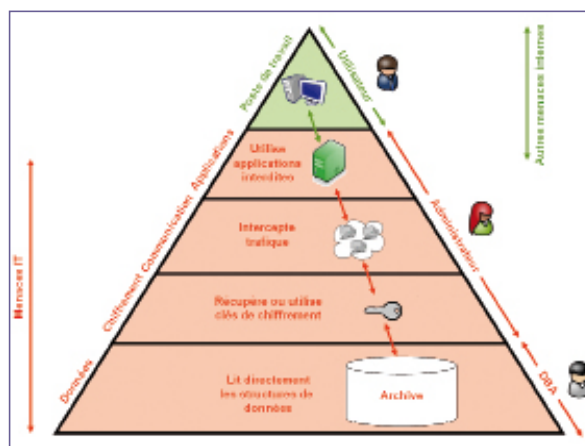 Poste de travail
Utilisateur
Autres menaces internes
Utilise
applications
interdites
Applications
Administrateur
Intercepte
trafique
Communication
Menaces IT
Récupère ou utilise
clés de chiffrement
Chiffrement
Lit directement
les structures de
données
Archive
Données
DBA